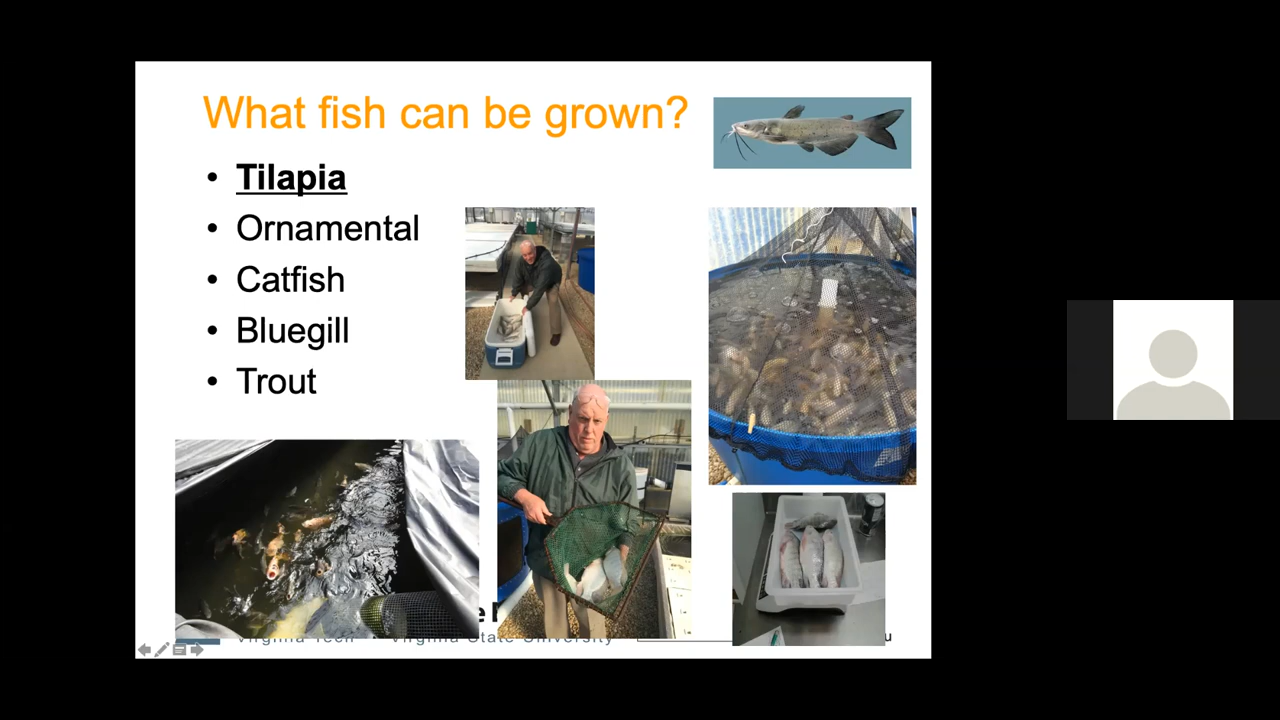 What fish can be grown?
• Tilapia
• Ornamental
• Catfish
• Bluegill
• Trout
Virginia Tech • Virginia State University